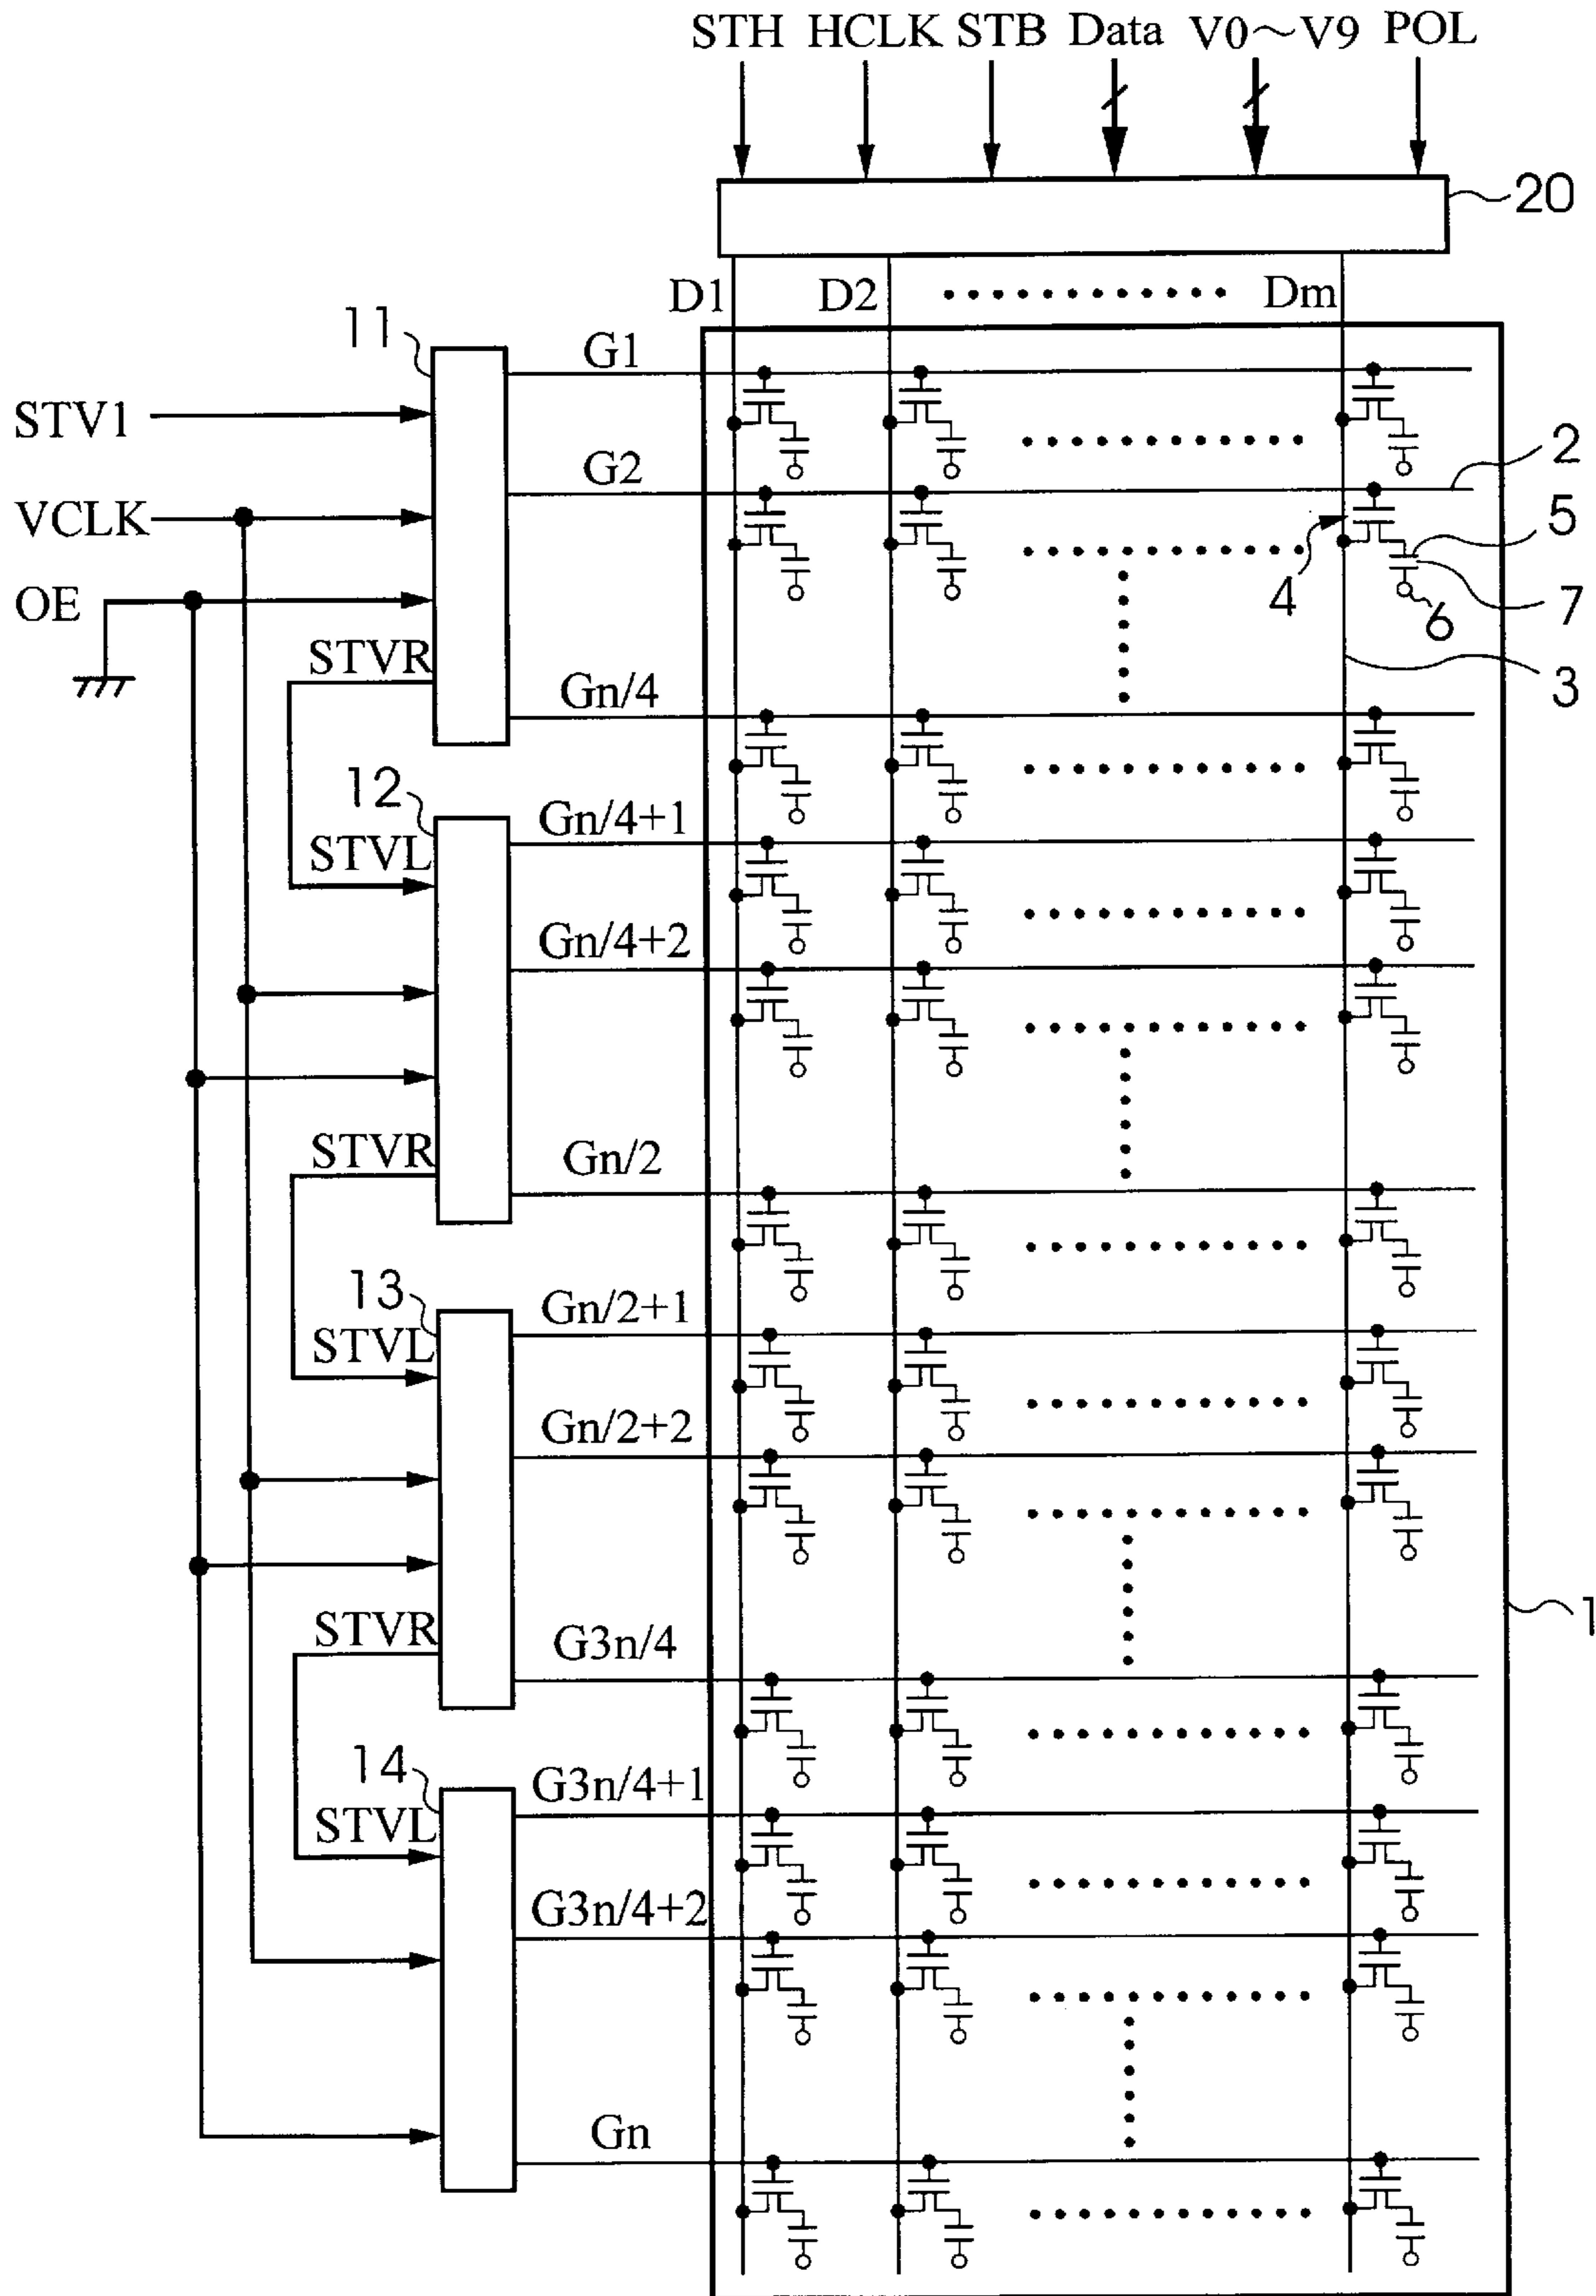 STH HCLK STB Data V0～V9 POL
20
D1 D2 Dm
11
G1
STV1
G2
2
VCLK
5
4
7
OE
6
STVR
3
Gn/4
12
Gn/4+1
STVL
Gn/4+2
STVR
Gn/2
13
Gn/2+1
STVL
Gn/2+2
1
STVR
G3n/4
14
G3n/4+1
STVL
G3n/4+2
Gn